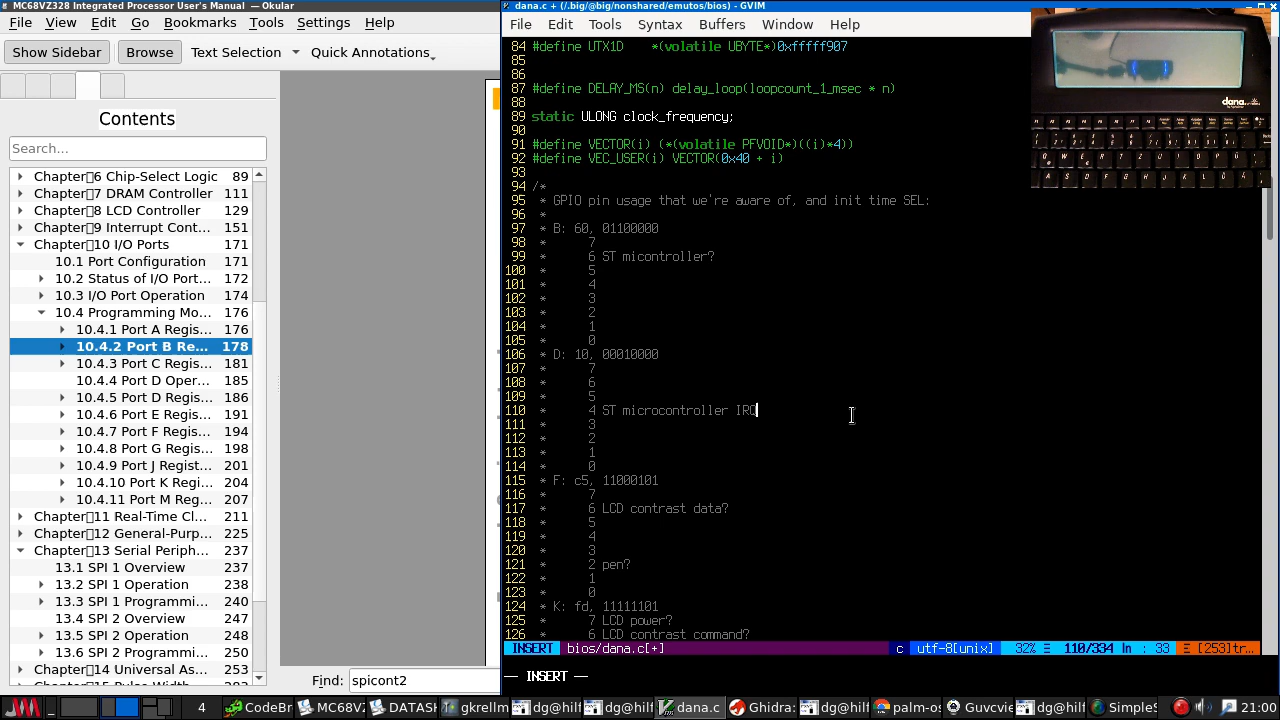 MC68VZ328 Integrated Processor User's Manual — Okular
File View Edit Go Bookmarks Tools Settings Help
Show Sidebar Browse Text Selection Quick Annotations
Contents
Search...
Chapter 6 Chip-Select Logic 89
Chapter 7 DRAM Controller 111
Chapter 8 LCD Controller 129
Chapter 9 Interrupt Cont... 151
Chapter 10 I/O Ports 171
10.1 Port Configuration 171
10.2 Status of I/O Port... 172
10.3 I/O Port Operation 174
10.4 Programming Mo... 176
10.4.1 Port A Regis... 176
10.4.2 Port B Re... 178
10.4.3 Port C Regis... 181
10.4.4 Port D Oper... 185
10.4.5 Port D Regis... 186
10.4.6 Port E Regis... 191
10.4.7 Port F Regis... 194
10.4.8 Port G Regis... 198
10.4.9 Port J Regist... 201
10.4.10 Port K Reg... 204
10.4.11 Port M Reg... 207
Chapter 11 Real-Time Cl... 211
Chapter 12 General-Purp... 225
Chapter 13 Serial Periph... 237
13.1 SPI 1 Overview 237
13.2 SPI 1 Operation 238
13.3 SPI 1 Programmi... 240
13.4 SPI 2 Overview 247
13.5 SPI 2 Operation 248
13.6 SPI 2 Programmi... 250
Chapter 14 Universal As... 253
Find: spicont2
dana.c + (/.big/@big/nonshared/emutos/bios) - GVIM
File Edit Tools Syntax Buffers Window Help
84 #define UTX1D *(volatile UBYTE*)0xfffff907
85
86
87 #define DELAY_MS(n) delay_loop(loopcount_1_msec * n)
88
89 static ULONG clock_frequency;
90
91 #define VECTOR(i) (*(volatile PFVOID*)((i)*4))
92 #define VEC_USER(i) VECTOR(0x40 + i)
93
94 /*
95 * GPIO pin usage that we're aware of, and init time SEL:
96 *
97 * B: 60, 01100000
98 * 7
99 * 6 ST micontroller?
100 * 5
101 * 4
102 * 3
103 * 2
104 * 1
105 * 0
106 * D: 10, 00010000
107 * 7
108 * 6
109 * 5
110 * 4 ST microcontroller IRQ
111 * 3
112 * 2
113 * 1
114 * 0
115 * F: c5, 11000101
116 * 7
117 * 6 LCD contrast data?
118 * 5
119 * 4
120 * 3
121 * 2 pen?
122 * 1
123 * 0
124 * K: fd, 11111101
125 * 7 LCD power?
126 * 6 LCD contrast command?
INSERT bios/dana.c[+] c utf-8[unix] 32% 110/334 ln : 33 [253]tr...
— INSERT —
dana
4 CodeBr MC68V DATASH gkrellm dg@hilf dg@hilf dana.c dg@hilf Ghidra: palm-os Guvcvie dg@hilf SimpleS 21:00